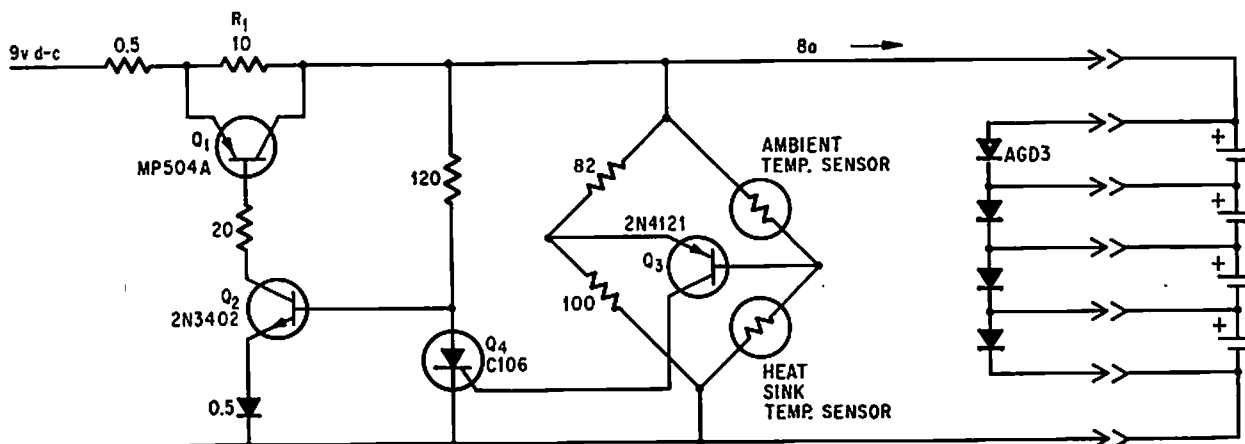 9v d-c
0.5
R1
10
8a
Q1
MP504A
120
82
AMBIENT
TEMP. SENSOR
AGD3
+
+
+
+
20
2N4121
Q3
100
Q2
2N3402
Q4
C106
HEAT
SINK
TEMP. SENSOR
0.5